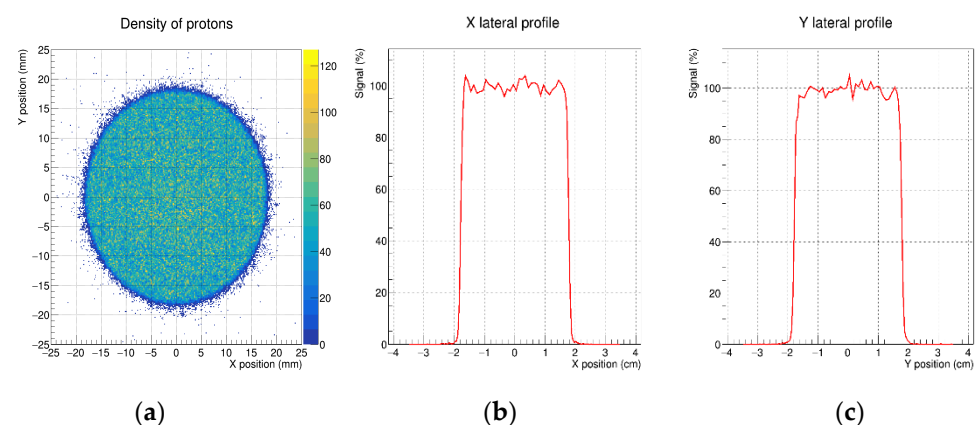 Density of protons
Y position (mm)
25
20
15
10
5
0
−5
−10
−15
−20
−25
−25 −20 −15 −10 −5 0 5 10 15 20 25
X position (mm)
120
100
80
60
40
20
0
(a)
X lateral profile
Signal (%)
100
80
60
40
20
0
−4 −3 −2 −1 0 1 2 3 4
X position (cm)
(b)
Y lateral profile
Signal (%)
100
80
60
40
20
0
−4 −3 −2 −1 0 1 2 3 4
Y position (cm)
(c)